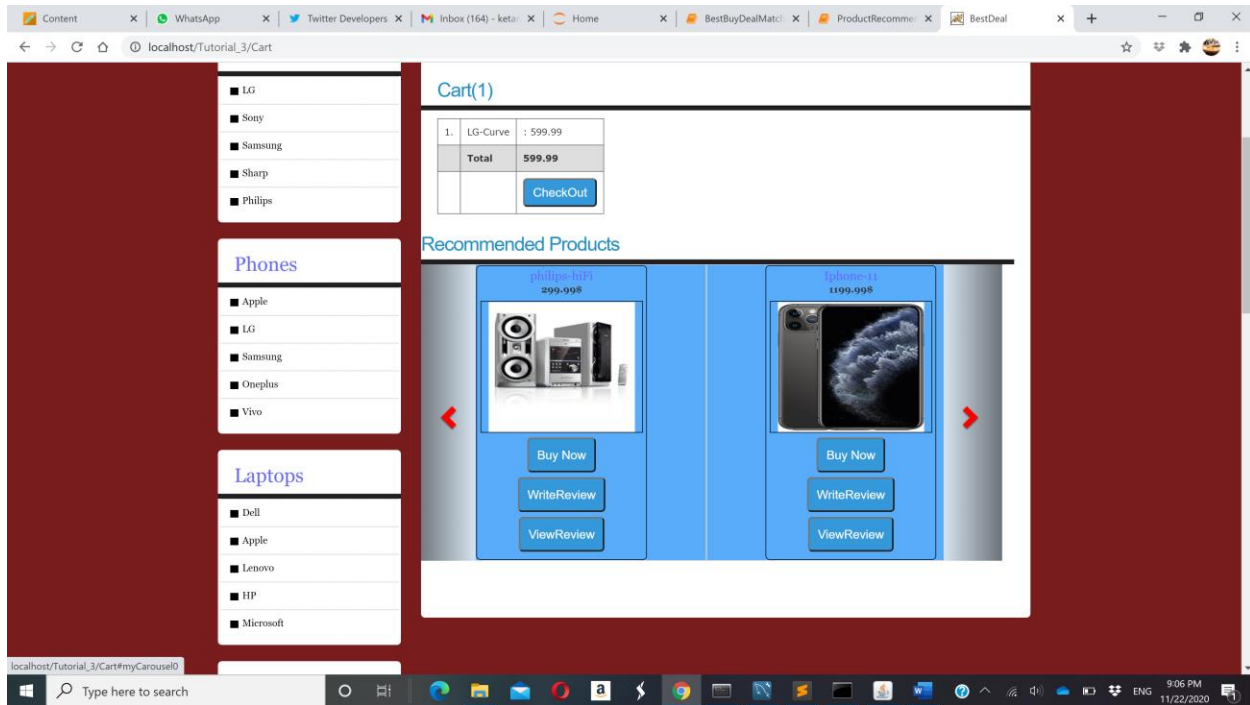 Content
WhatsApp
Twitter Developers
Inbox (164) - ketar
Home
BestBuyDealMatch
ProductRecommen
BestDeal
localhost/Tutorial_3/Cart
LG
Sony
Samsung
Sharp
Philips
Phones
Apple
LG
Samsung
Oneplus
Vivo
Laptops
Dell
Apple
Lenovo
HP
Microsoft
Cart(1)
1. LG-Curve : 599.99
Total 599.99
CheckOut
Recommended Products
philips-hiFi
299.998
Buy Now
WriteReview
ViewReview
Iphone-11
1199.998
Buy Now
WriteReview
ViewReview
localhost/Tutorial_3/Cart#myCarousel0
Type here to search
ENG
9:06 PM
11/22/2020